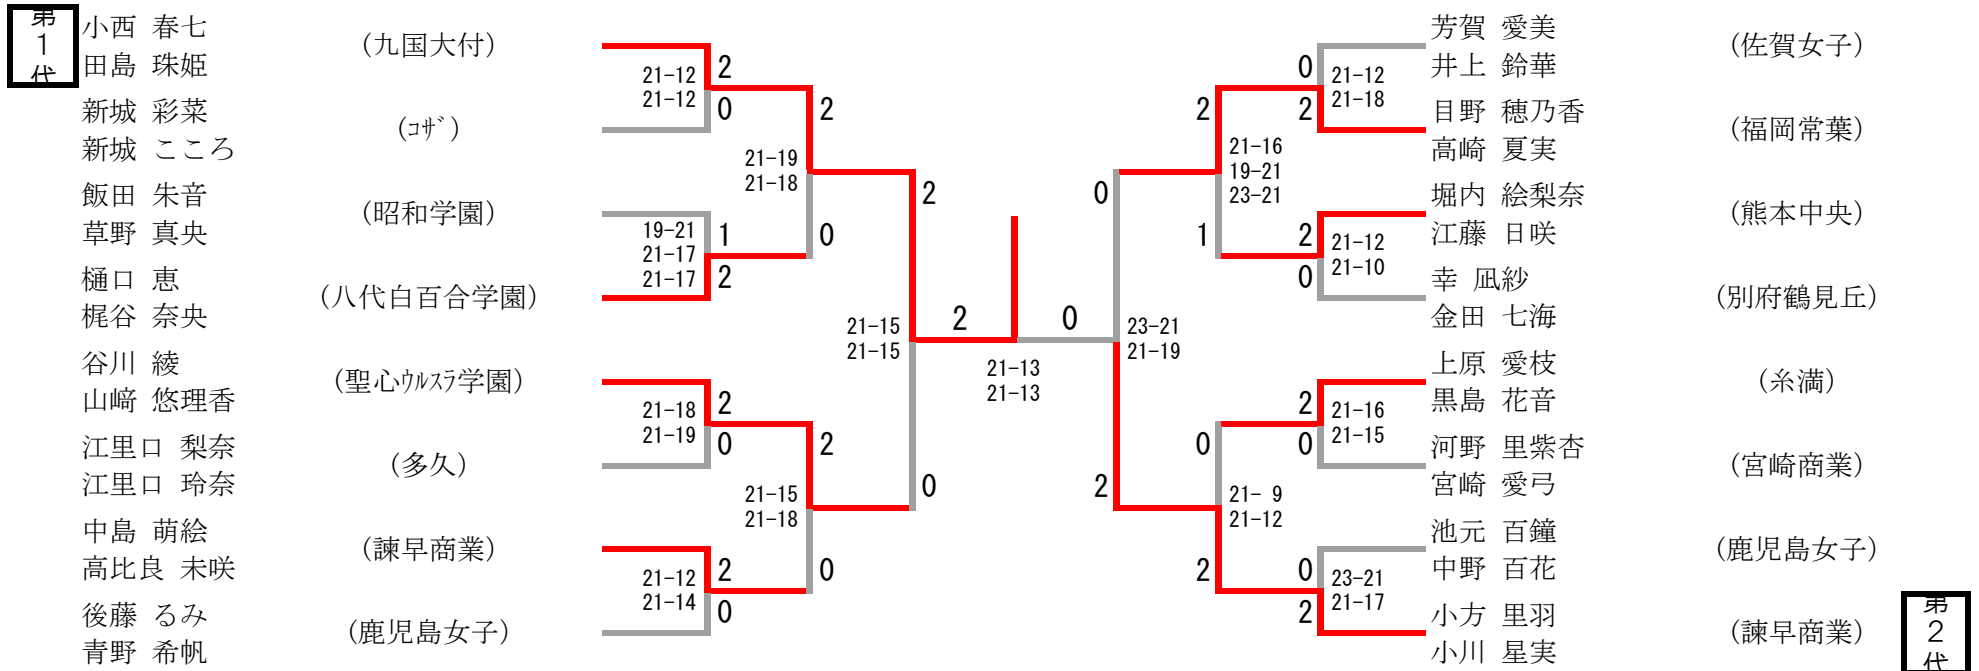 第
1
代
小西 春七
田島 珠姫
(九国大付)
新城 彩菜
新城 こころ
(ｺｻﾞ)
飯田 朱音
草野 真央
(昭和学園)
樋口 恵
梶谷 奈央
(八代白百合学園)
谷川 綾
山﨑 悠理香
(聖心ｳﾙｽﾗ学園)
江里口 梨奈
江里口 玲奈
(多久)
中島 萌絵
高比良 未咲
(諫早商業)
後藤 るみ
青野 希帆
(鹿児島女子)
21-12
21-12
2
0
19-21
21-17
21-17
1
2
21-18
21-19
2
0
21-12
21-14
2
0
21-19
21-18
2
0
21-15
21-18
2
0
21-15
21-15
2
0
2
0
21-13
21-13
0
2
23-21
21-19
2
1
21-16
19-21
23-21
0
2
21- 9
21-12
0
2
21-12
21-18
2
0
21-12
21-10
2
0
21-16
21-15
0
2
23-21
21-17
芳賀 愛美
井上 鈴華
(佐賀女子)
目野 穂乃香
高崎 夏実
(福岡常葉)
堀内 絵梨奈
江藤 日咲
(熊本中央)
幸 凪紗
金田 七海
(別府鶴見丘)
上原 愛枝
黒島 花音
(糸満)
河野 里紫杏
宮崎 愛弓
(宮崎商業)
池元 百鐘
中野 百花
(鹿児島女子)
小方 里羽
小川 星実
(諫早商業)
第
2
代